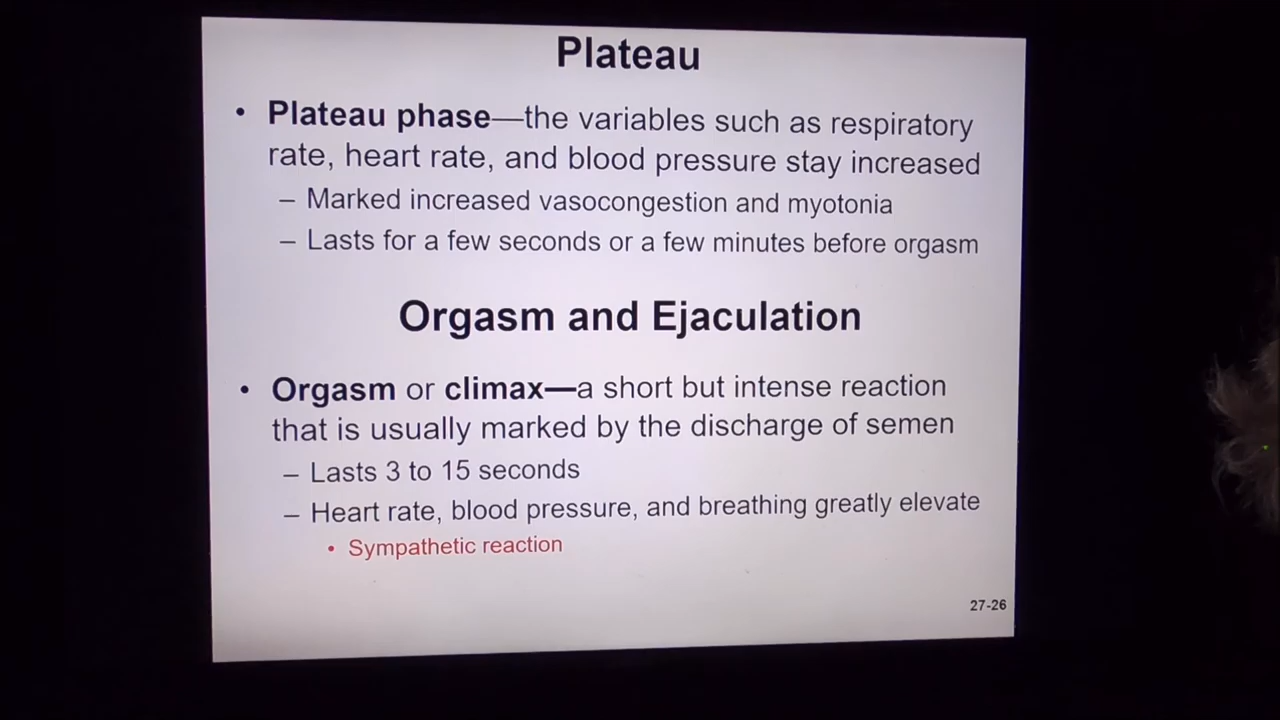 Plateau
• Plateau phase—the variables such as respiratory
rate, heart rate, and blood pressure stay increased
– Marked increased vasocongestion and myotonia
– Lasts for a few seconds or a few minutes before orgasm
Orgasm and Ejaculation
• Orgasm or climax—a short but intense reaction
that is usually marked by the discharge of semen
– Lasts 3 to 15 seconds
– Heart rate, blood pressure, and breathing greatly elevate
• Sympathetic reaction
27-26